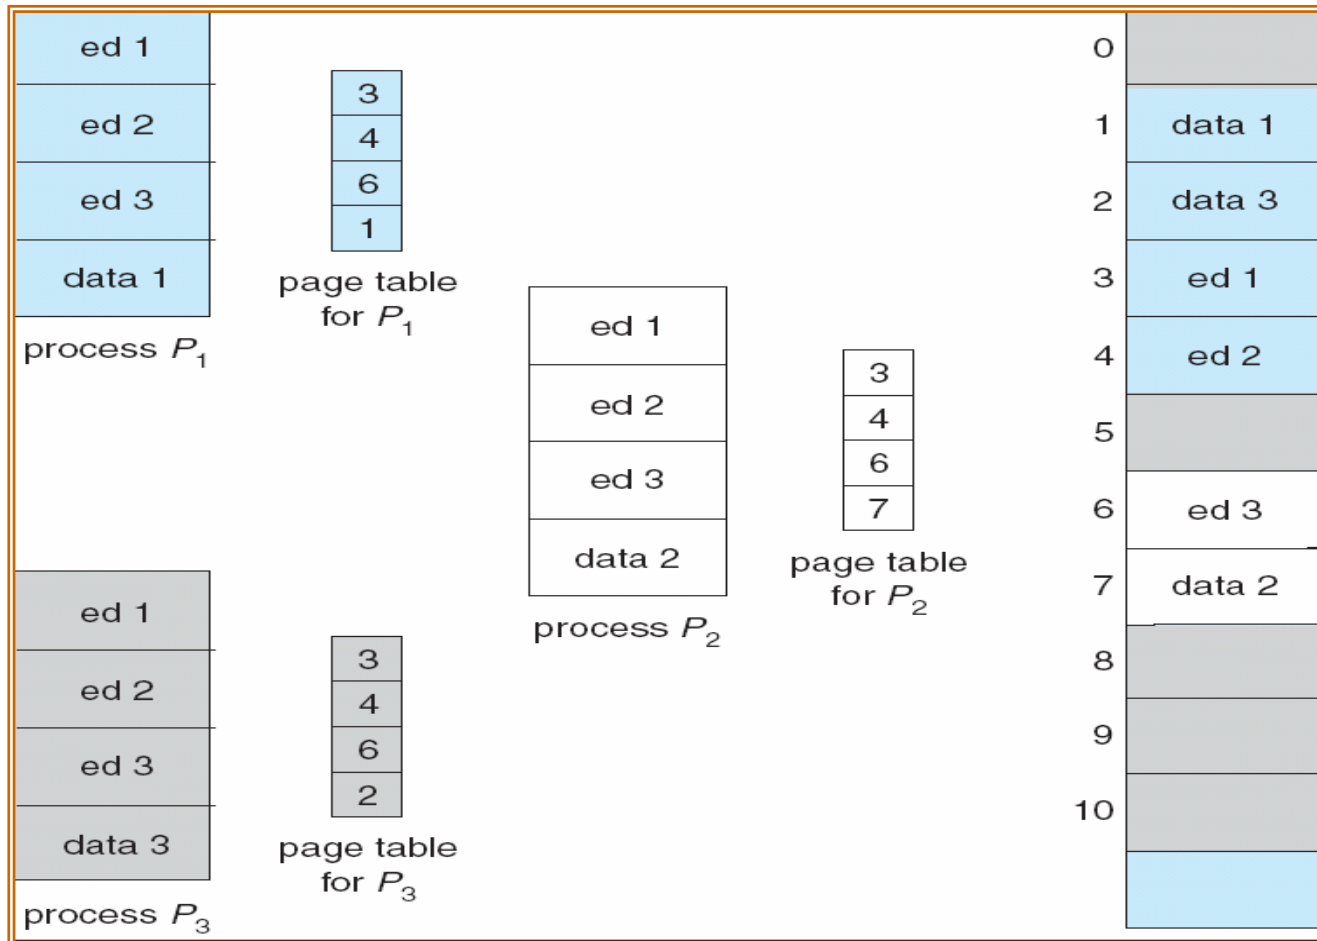 ed 1
ed 2
ed 3
data 1
process P1
3
4
6
1
page table
for P1
ed 1
ed 2
ed 3
data 2
process P2
3
4
6
7
page table
for P2
ed 1
ed 2
ed 3
data 3
process P3
3
4
6
2
page table
for P3
0
1 data 1
2 data 3
3 ed 1
4 ed 2
5
6 ed 3
7 data 2
8
9
10